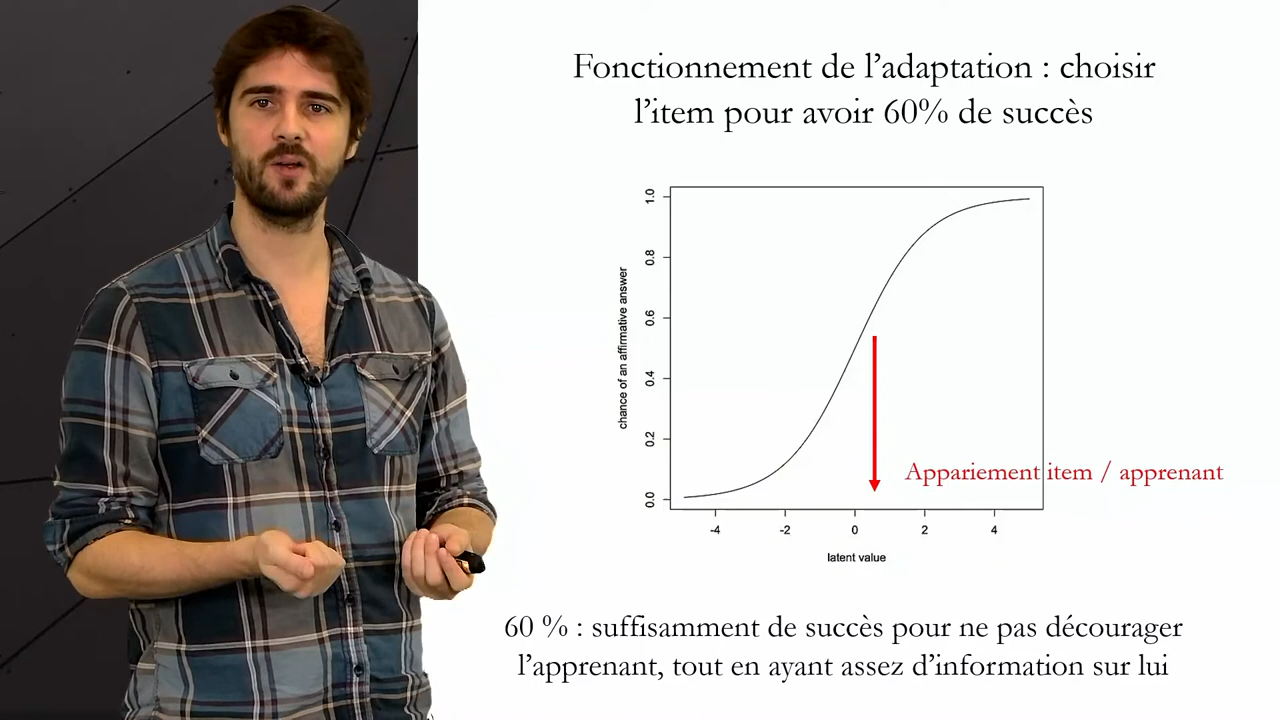 Fonctionnement de l'adaptation : choisir
l'item pour avoir 60% de succès
1.0
0.8
0.6
0.4
0.2
0.0
chance of an affirmative answer
-4 -2 0 2 4
latent value
Appariement item / apprenant
60 % : suffisamment de succès pour ne pas décourager
l'apprenant, tout en ayant assez d'information sur lui